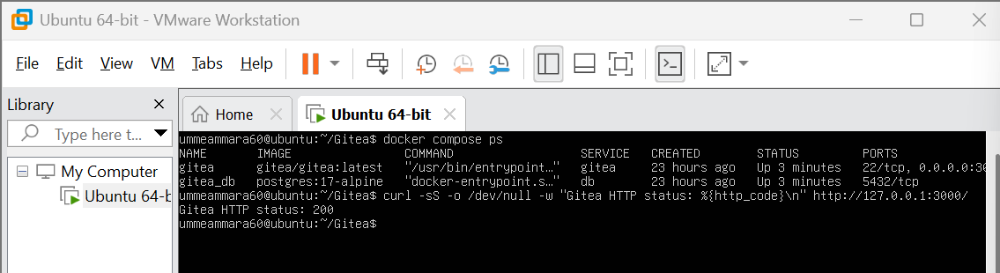 Ubuntu 64-bit - VMware Workstation
File Edit View VM Tabs Help
Library
Home
Ubuntu 64-bit
Type here t...
My Computer
Ubuntu 64-b
ummeammara60@ubuntu:~/Gitea$ docker compose ps
NAME IMAGE COMMAND SERVICE CREATED STATUS PORTS
gitea gitea/gitea:latest "/usr/bin/entrypoint…" gitea 23 hours ago Up 3 minutes 22/tcp, 0.0.0.0:30
gitea_db postgres:17-alpine "docker-entrypoint.s…" db 23 hours ago Up 3 minutes 5432/tcp
ummeammara60@ubuntu:~/Gitea$ curl -sS -o /dev/null -w "Gitea HTTP status: %{http_code}\n" http://127.0.0.1:3000/
Gitea HTTP status: 200
ummeammara60@ubuntu:~/Gitea$